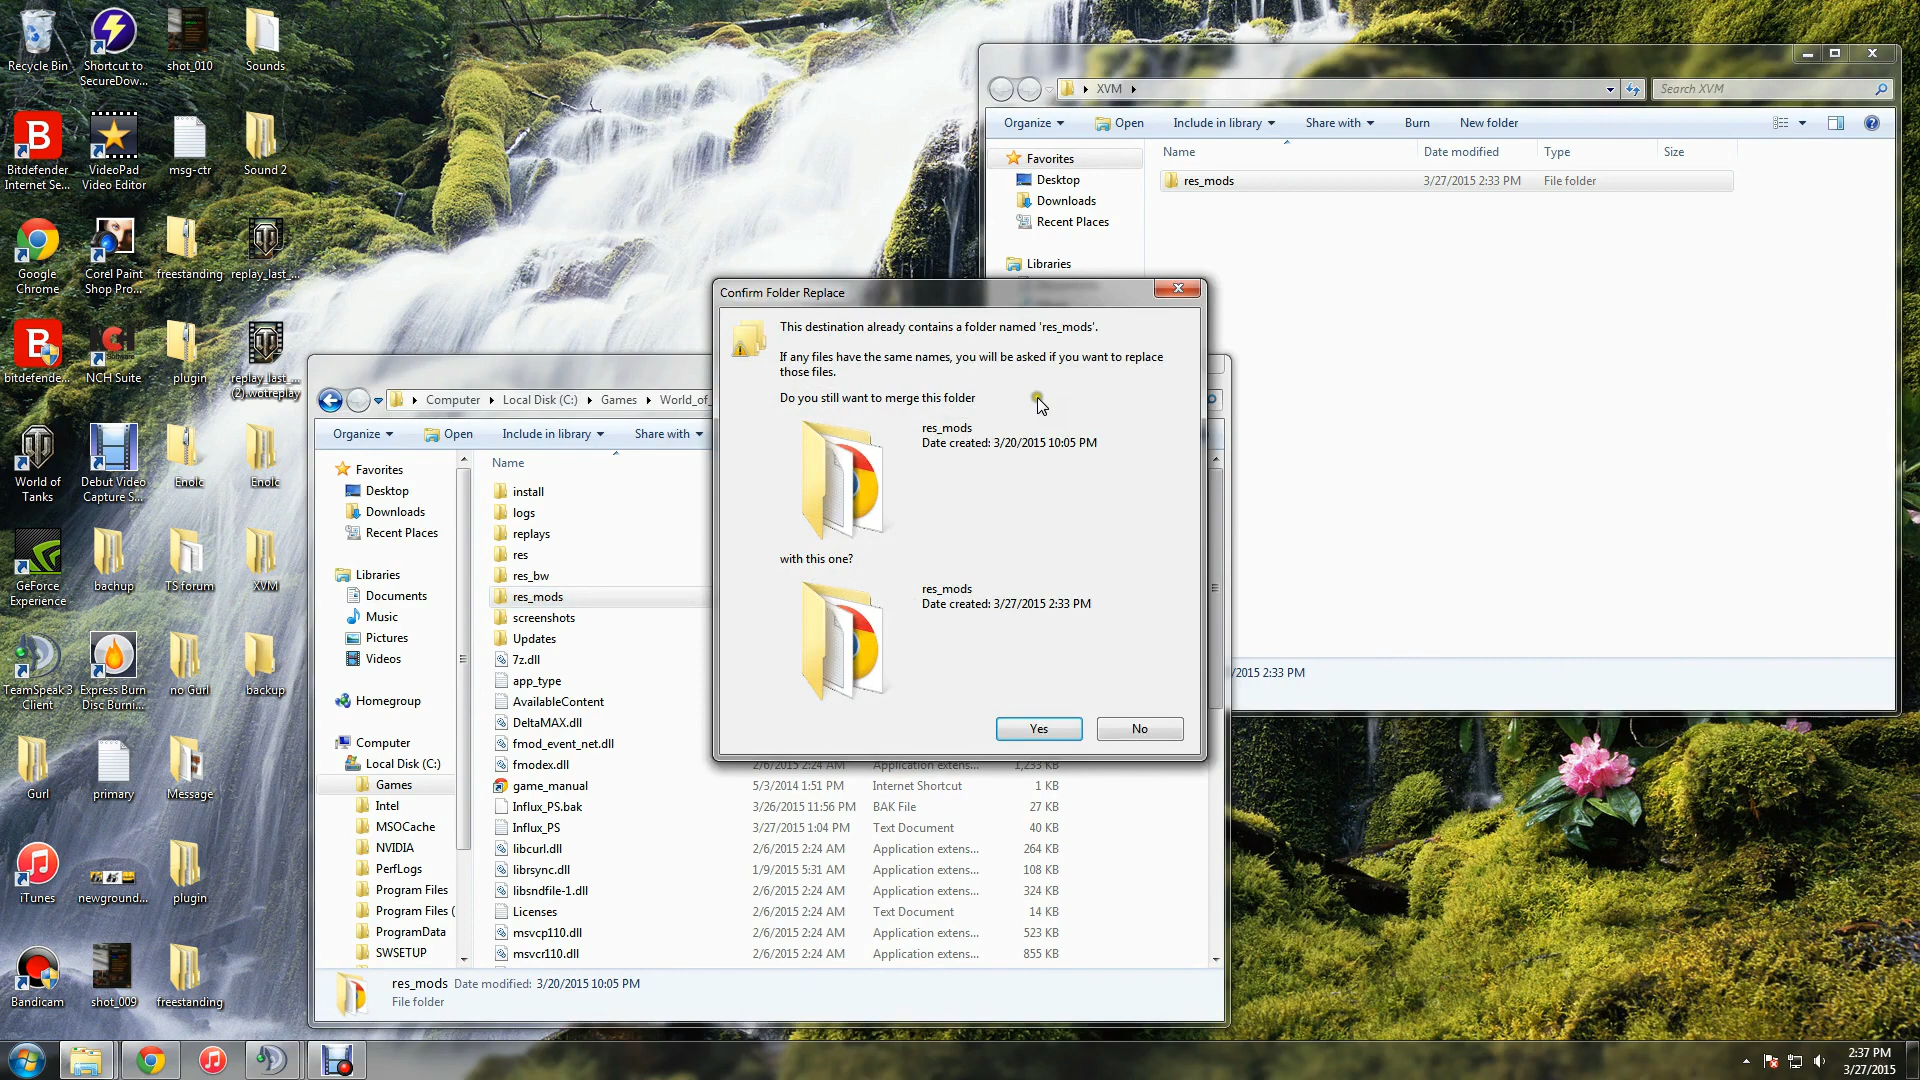 Recycle Bin
Shortcut to
SecureDow...
shot_010
Sounds
Bitdefender
Internet Se...
VideoPad
Video Editor
msg-ctr
Sound 2
Google
Chrome
Corel Paint
Shop Pro...
freestanding
replay_last_...
bitdefende...
NCH Suite
plugin
replay_last_...
(2).wotreplay
World of
Tanks
Debut Video
Capture S...
Enolc
Enolc
GeForce
Experience
backup
TS forum
XVM
TeamSpeak 3
Client
Express Burn
Disc Burni...
no Gurl
backup
Gurl
primary
Message
iTunes
newground...
plugin
Bandicam
shot_009
freestanding
XVM
Search XVM
Organize
Open
Include in library
Share with
Burn
New folder
Name
Date modified
Type
Size
Favorites
Desktop
Downloads
Recent Places
Libraries
res_mods
3/27/2015 2:33 PM
File folder
/2015 2:33 PM
Confirm Folder Replace
This destination already contains a folder named 'res_mods'.
If any files have the same names, you will be asked if you want to replace
those files.
Do you still want to merge this folder
res_mods
Date created: 3/20/2015 10:05 PM
with this one?
res_mods
Date created: 3/27/2015 2:33 PM
Yes
No
Computer
Local Disk (C:)
Games
World_of_
Organize
Open
Include in library
Share with
Name
Favorites
Desktop
Downloads
Recent Places
Libraries
Documents
Music
Pictures
Videos
Homegroup
Computer
Local Disk (C:)
Games
Intel
MSOCache
NVIDIA
PerfLogs
Program Files
Program Files (
ProgramData
SWSETUP
install
logs
replays
res
res_bw
res_mods
screenshots
Updates
7z.dll
app_type
AvailableContent
DeltaMAX.dll
fmod_event_net.dll
fmodex.dll 2/6/2015 2:24 AM Application extens... 1,233 KB
game_manual 5/3/2014 1:51 PM Internet Shortcut 1 KB
Influx_PS.bak 3/26/2015 11:56 PM BAK File 27 KB
Influx_PS 3/27/2015 1:04 PM Text Document 40 KB
libcurl.dll 2/6/2015 2:24 AM Application extens... 264 KB
librsync.dll 1/9/2015 5:31 AM Application extens... 108 KB
libsndfile-1.dll 2/6/2015 2:24 AM Application extens... 324 KB
Licenses 2/6/2015 2:24 AM Text Document 14 KB
msvcp110.dll 2/6/2015 2:24 AM Application extens... 523 KB
msvcr110.dll 2/6/2015 2:24 AM Application extens... 855 KB
res_mods Date modified: 3/20/2015 10:05 PM
File folder
2:37 PM
3/27/2015